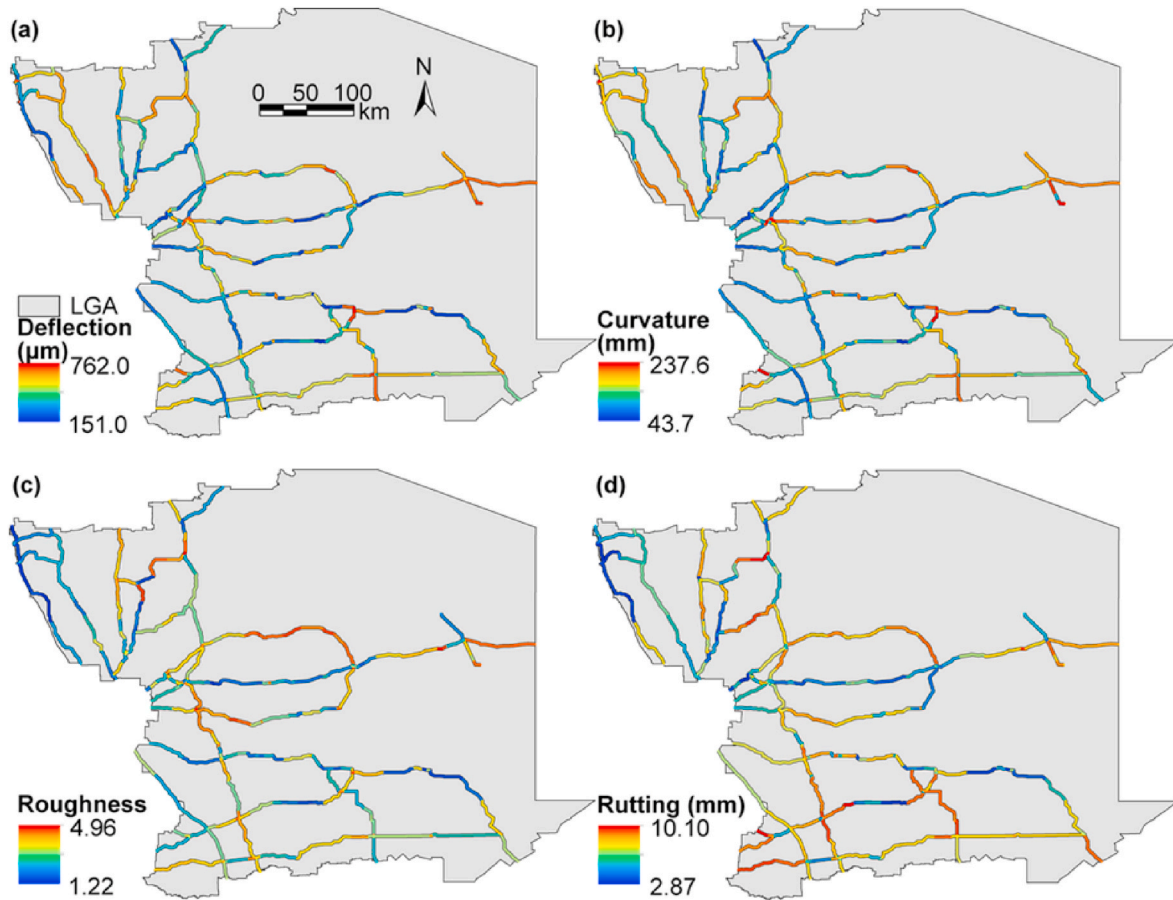 (a)
N
0 50 100
km
LGA
Deflection
(μm)
762.0
151.0
(b)
Curvature
(mm)
237.6
43.7
(c)
Roughness
4.96
1.22
(d)
Rutting (mm)
10.10
2.87